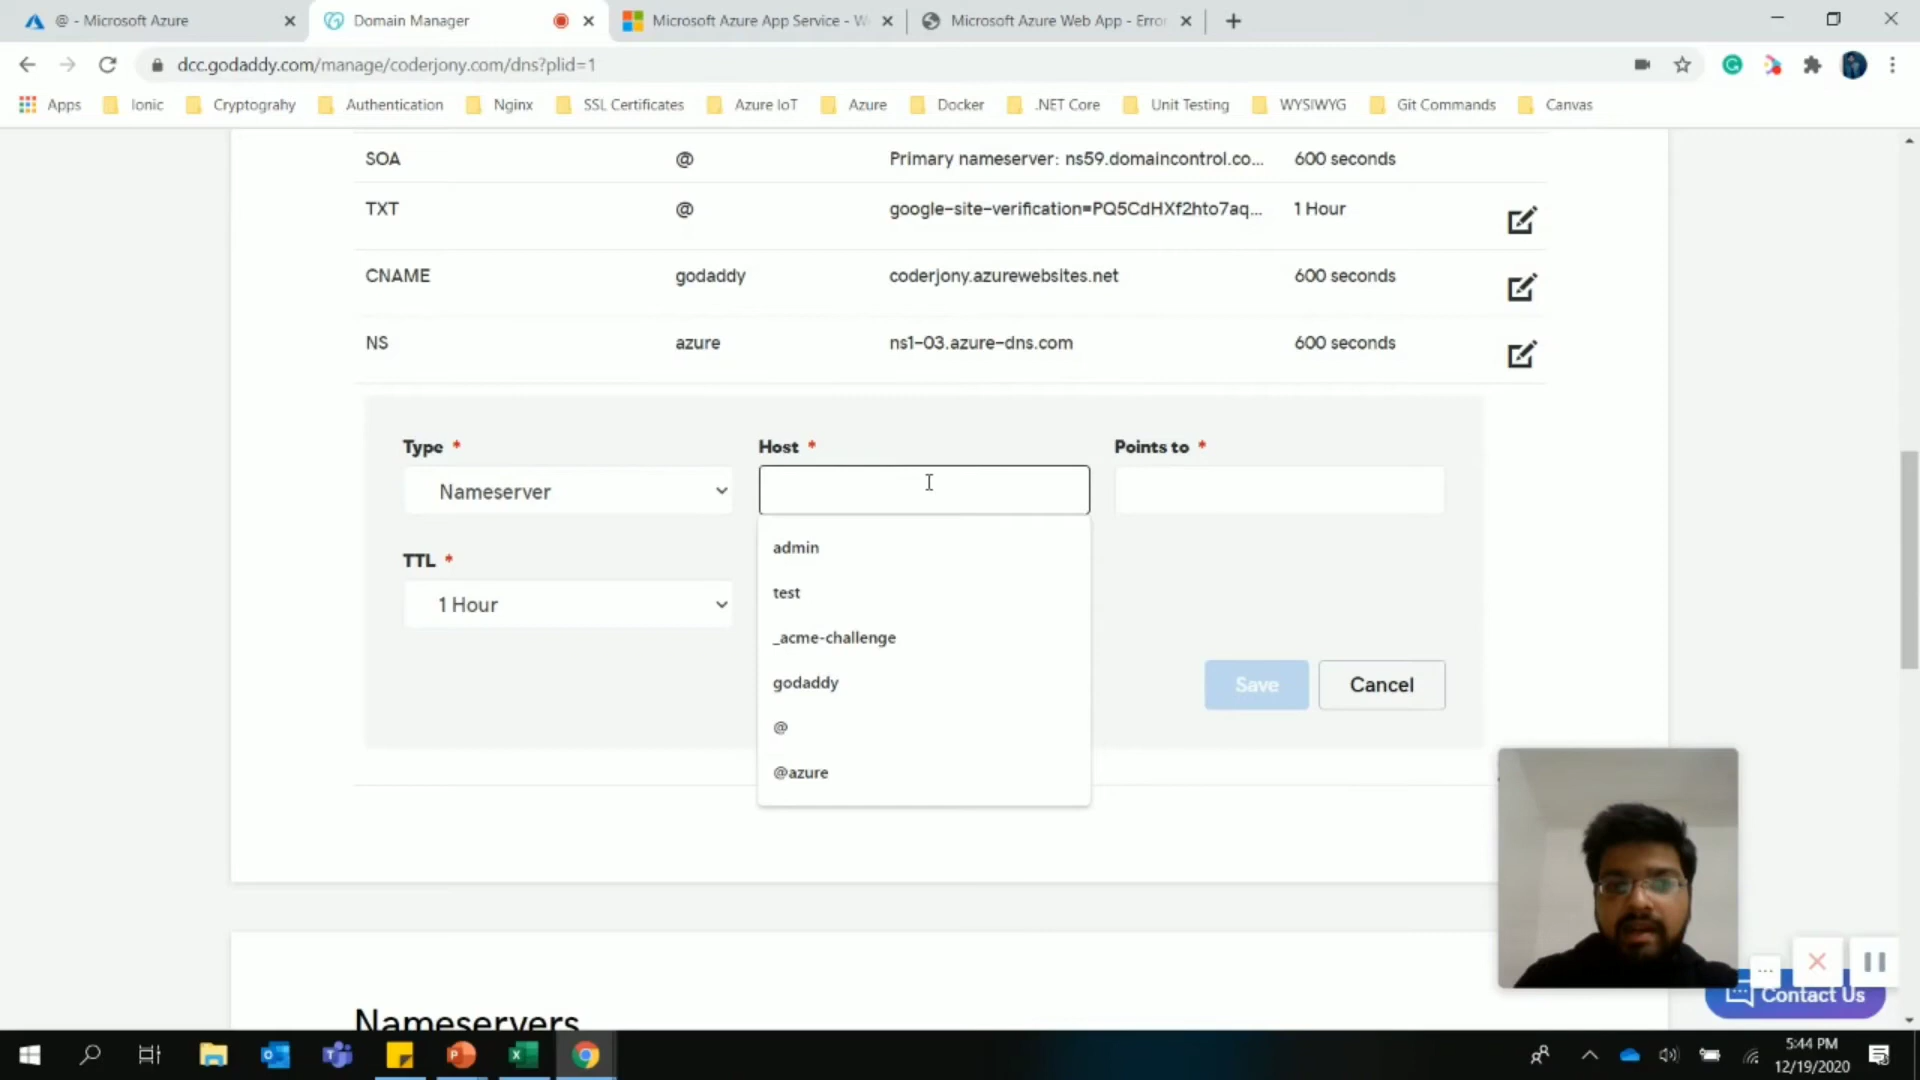 @ - Microsoft Azure
Domain Manager
Microsoft Azure App Service - W
Microsoft Azure Web App - Error
dcc.godaddy.com/manage/coderjony.com/dns?plid=1
Apps
Ionic
Cryptograhy
Authentication
Nginx
SSL Certificates
Azure IoT
Azure
Docker
.NET Core
Unit Testing
WYSIWYG
Git Commands
Canvas
SOA @ Primary nameserver: ns59.domaincontrol.co... 600 seconds
TXT @ google-site-verification=PQ5CdHXf2hto7aq... 1 Hour
CNAME godaddy coderjony.azurewebsites.net 600 seconds
NS azure ns1-03.azure-dns.com 600 seconds
Type * Host * Points to *
Nameserver
admin
TTL *
test
1 Hour
_acme-challenge
godaddy
Save Cancel
@
@azure
Contact Us
Nameservers
5:44 PM
12/19/2020